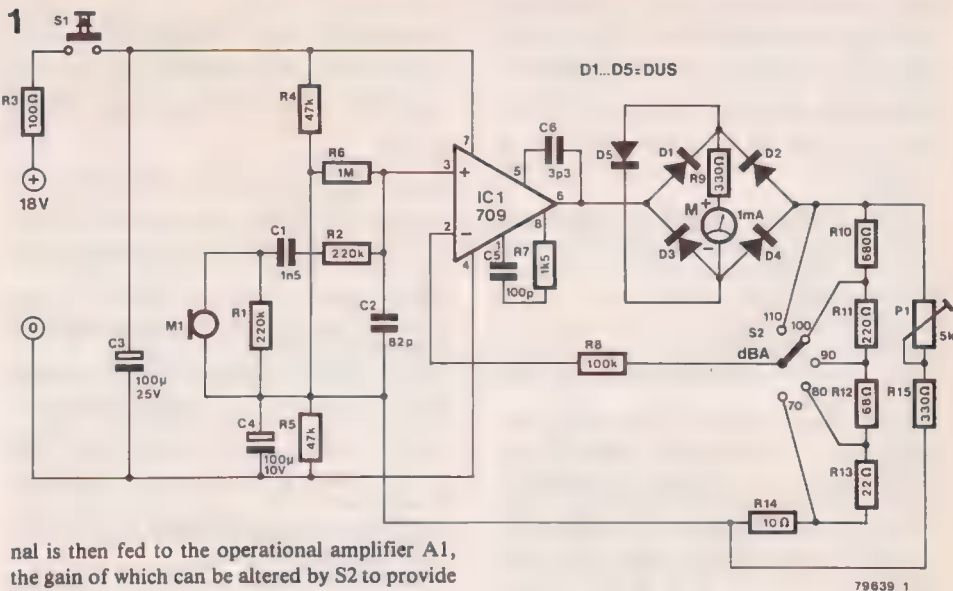 1
S1
D1...D5=DUS
R3
100Ω
18V
R4
47k
R6
1M
C6
3p3
D5
D1
D2
R9
330Ω
M
1mA
D3
D4
7
3
5
6
IC1
709
2
8
1
4
C5
100p
R7
1k5
R10
680Ω
R11
220Ω
P1
5k
C1
1n5
R2
220k
M1
R1
220k
C2
82p
0
C3
100µ
25V
C4
100µ
10V
R5
47k
R8
100k
S2
dBA
110
100
90
80
70
R12
68Ω
R15
330Ω
R13
22Ω
R14
10Ω
nal is then fed to the operational amplifier A1,
the gain of which can be altered by S2 to provide
79639 1